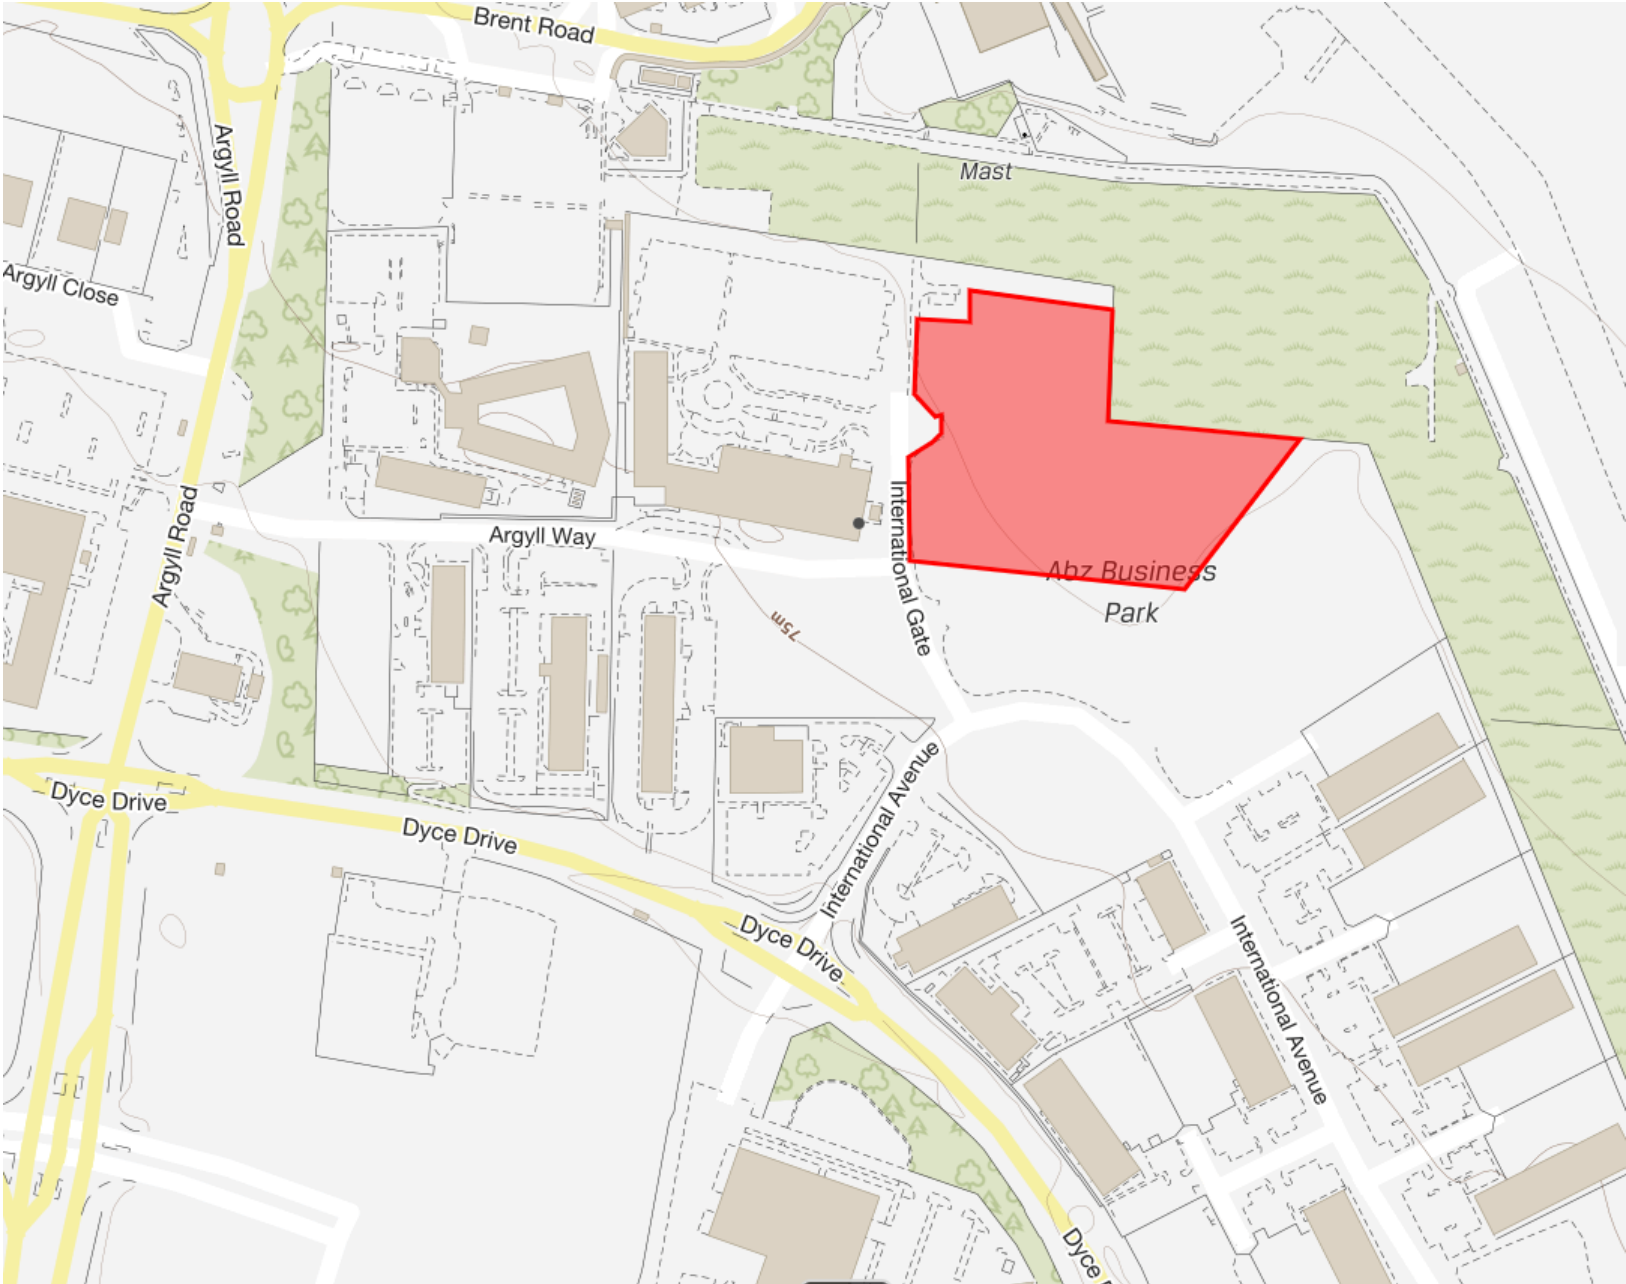 Brent Road
Argyll Road
Mast
Argyll Close
Argyll Road
Argyll Way
International Gate
Abz Business
Park
75m
Dyce Drive
Dyce Drive
International Avenue
Dyce Drive
International Avenue
Dyce